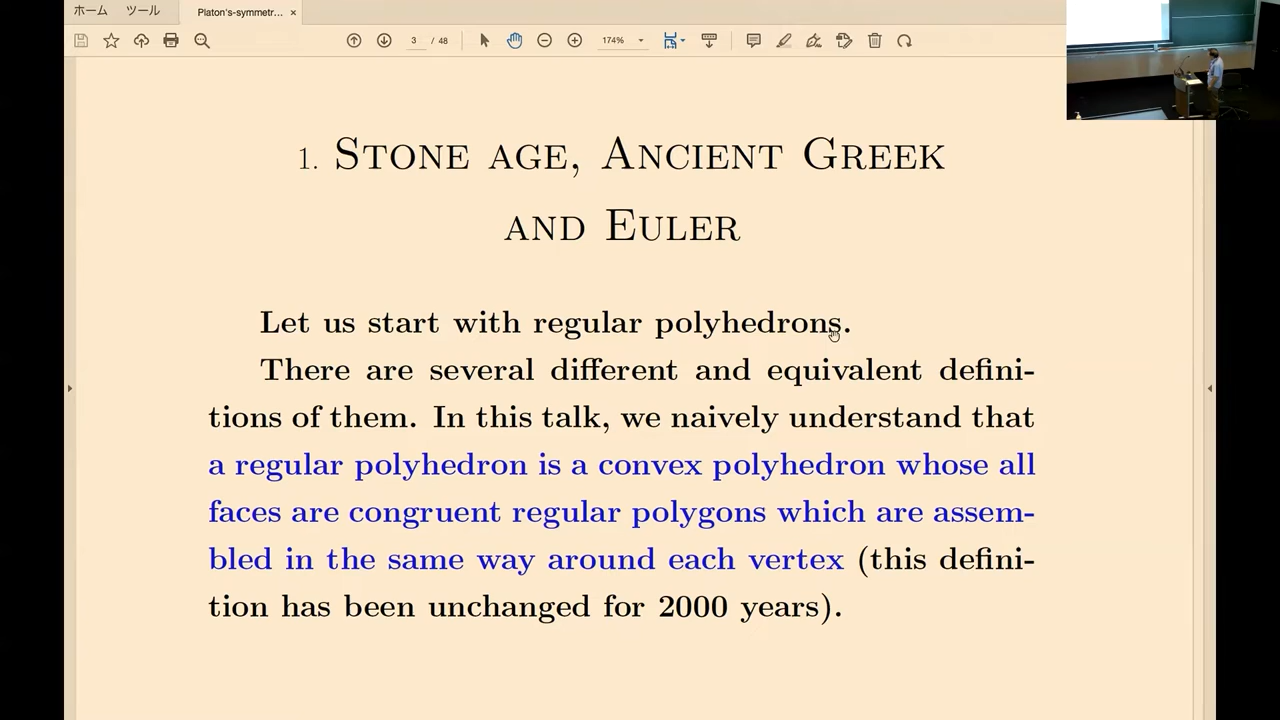 ホーム ツール Platon's-symmetr... ×
3 / 48 174%
1. STONE AGE, ANCIENT GREEK
AND EULER
Let us start with regular polyhedrons.
There are several different and equivalent defini-
tions of them. In this talk, we naively understand that
a regular polyhedron is a convex polyhedron whose all
faces are congruent regular polygons which are assem-
bled in the same way around each vertex (this defini-
tion has been unchanged for 2000 years).